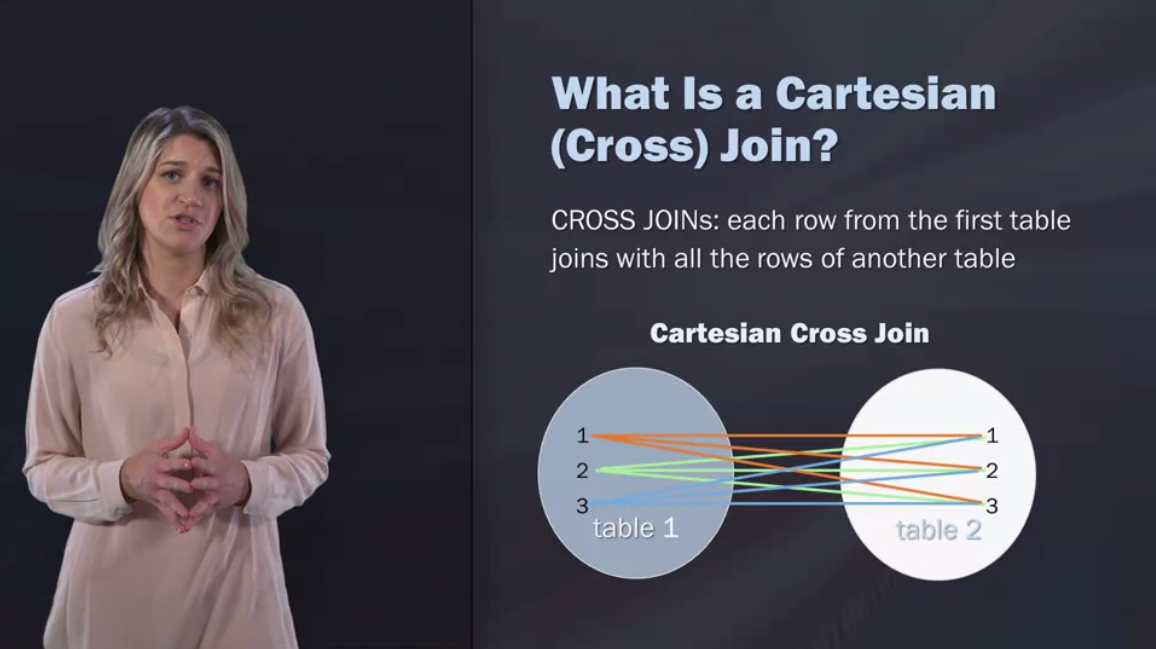 What Is a Cartesian
(Cross) Join?
CROSS JOINs: each row from the first table
joins with all the rows of another table
Cartesian Cross Join
1 1
2 2
3 3
table 1 table 2